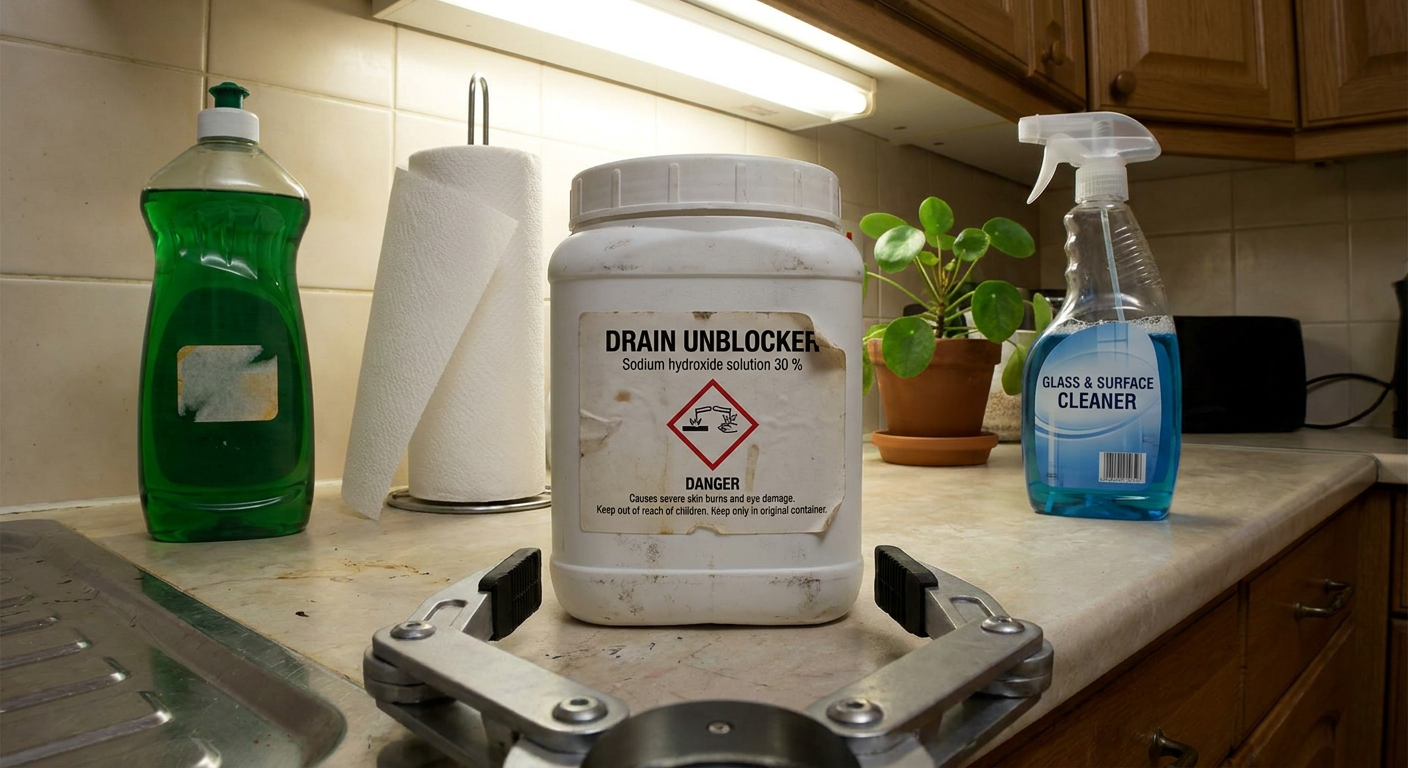 DRAIN UNBLOCKER
Sodium hydroxide solution 30 %
DANGER
Causes severe skin burns and eye damage.
Keep out of reach of children. Keep only in original container.
GLASS & SURFACE
CLEANER